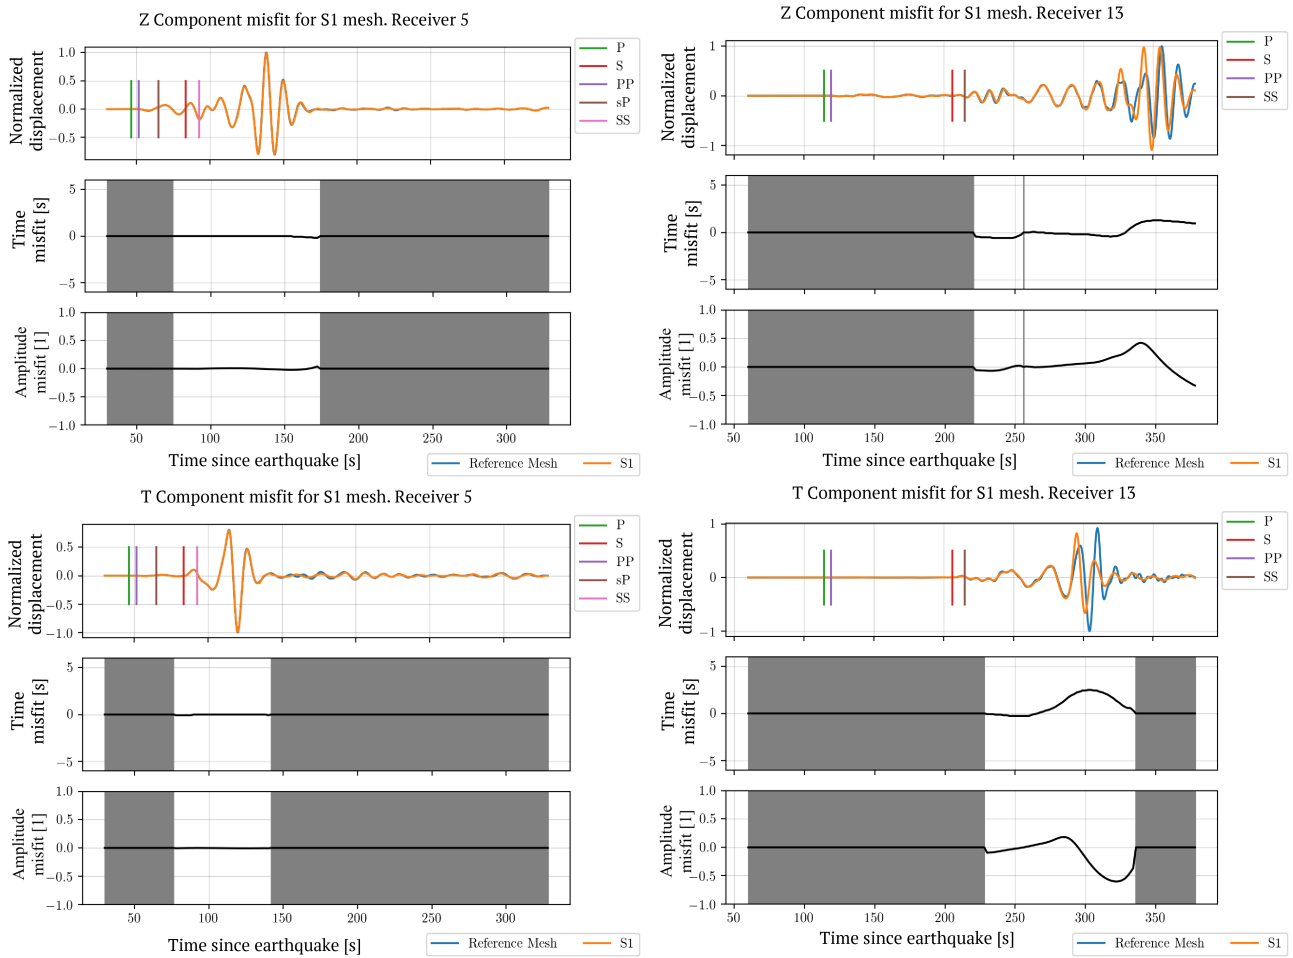 Z Component misfit for S1 mesh. Receiver 5
Normalized
displacement
1.0
0.5
0.0
−0.5
P
S
PP
sP
SS
Time
misfit [s]
5
0
−5
Amplitude
misfit [1]
1.0
0.5
0.0
−0.5
−1.0
50
100
150
200
250
300
Time since earthquake [s]
Reference Mesh
S1
Z Component misfit for S1 mesh. Receiver 13
Normalized
displacement
1
0
−1
P
S
PP
SS
Time
misfit [s]
5
0
−5
Amplitude
misfit [1]
1.0
0.5
0.0
−0.5
−1.0
50
100
150
200
250
300
350
Time since earthquake [s]
Reference Mesh
S1
T Component misfit for S1 mesh. Receiver 5
Normalized
displacement
0.5
0.0
−0.5
−1.0
P
S
PP
sP
SS
Time
misfit [s]
5
0
−5
Amplitude
misfit [1]
1.0
0.5
0.0
−0.5
−1.0
50
100
150
200
250
300
Time since earthquake [s]
Reference Mesh
S1
T Component misfit for S1 mesh. Receiver 13
Normalized
displacement
1
0
−1
P
S
PP
SS
Time
misfit [s]
5
0
−5
Amplitude
misfit [1]
1.0
0.5
0.0
−0.5
−1.0
50
100
150
200
250
300
350
Time since earthquake [s]
Reference Mesh
S1